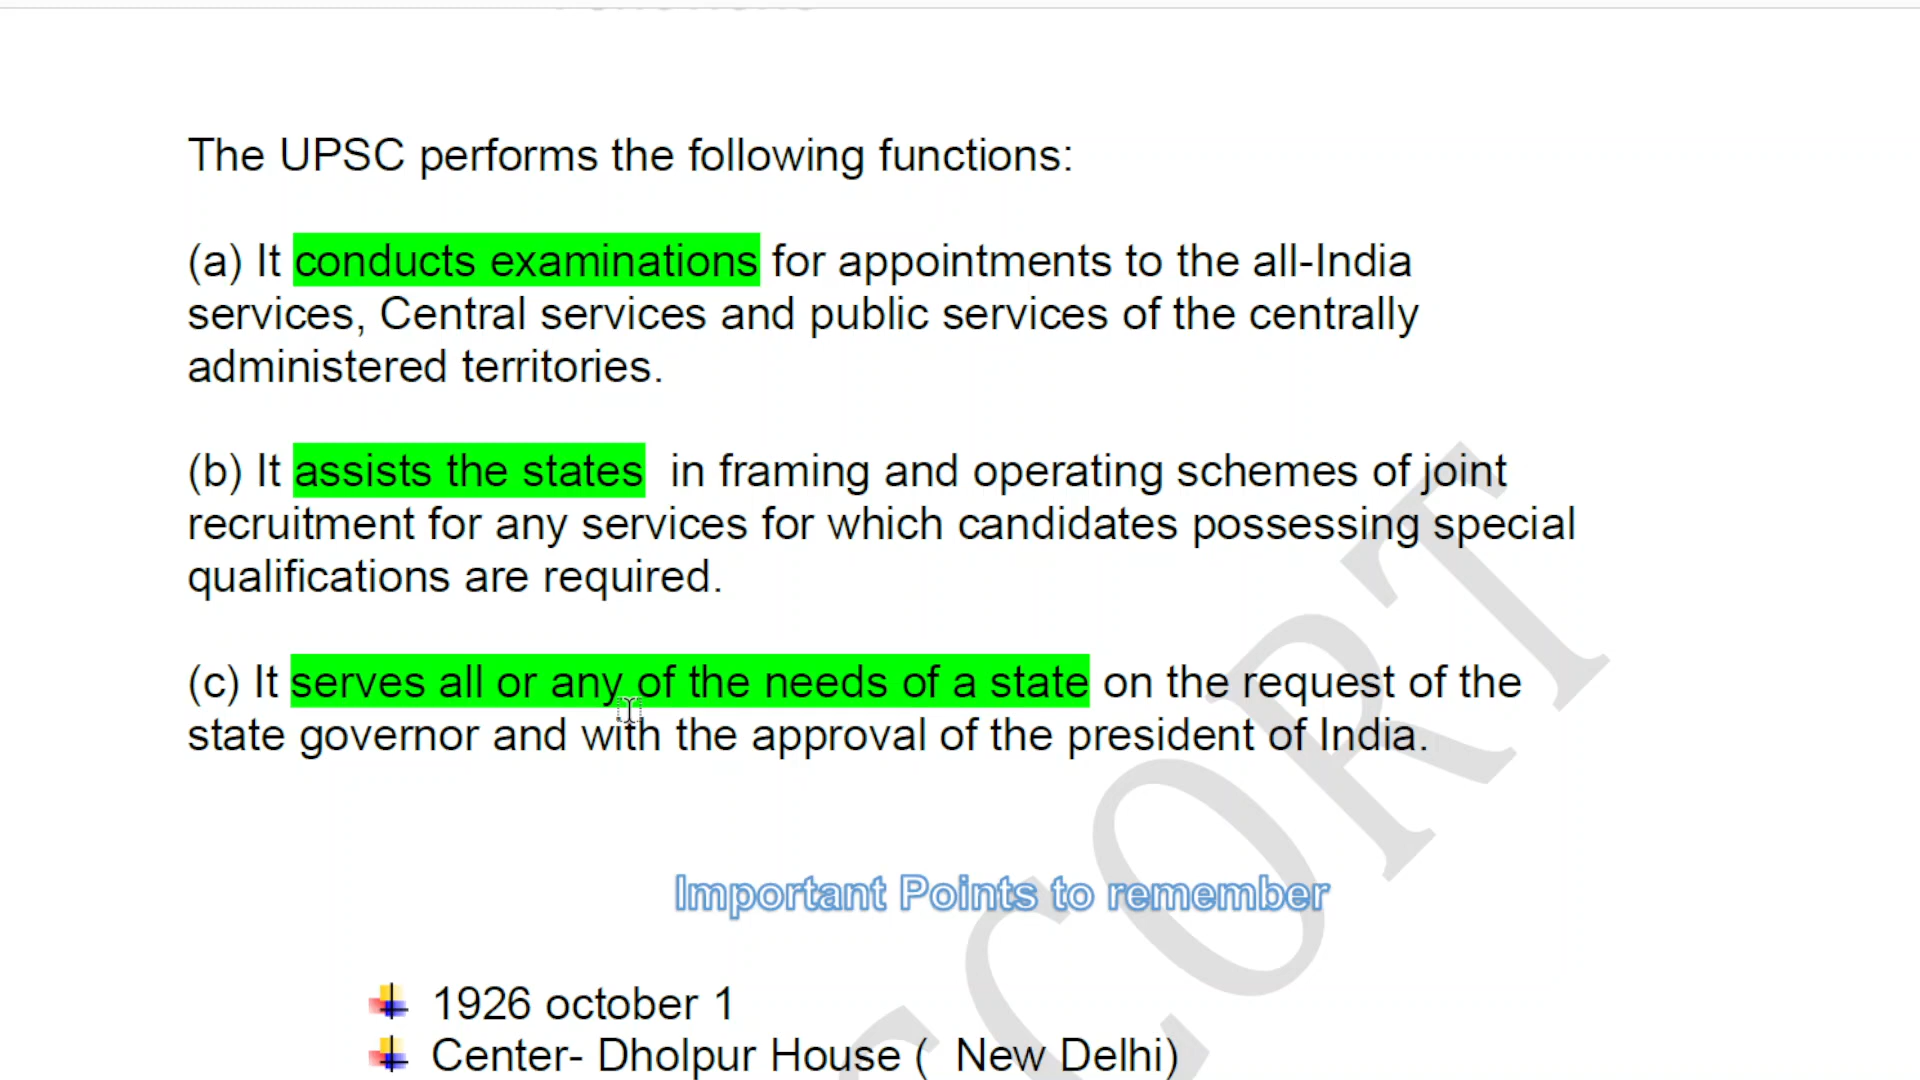 The UPSC performs the following functions:
(a) It conducts examinations for appointments to the all-India
services, Central services and public services of the centrally
administered territories.
(b) It assists the states in framing and operating schemes of joint
recruitment for any services for which candidates possessing special
qualifications are required.
(c) It serves all or any of the needs of a state on the request of the
state governor and with the approval of the president of India.
Important Points to remember
1926 october 1
Center- Dholpur House ( New Delhi)